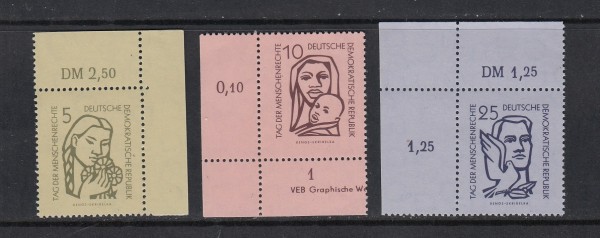 DM 2,50
5
DEUTSCHE
DEMOKRATISCHE REPUBLIK
TAG DER MENSCHENRECHTE
0,10
10
DEUTSCHE
DEMOKRATISCHE REPUBLIK
TAG DER MENSCHENRECHTE
1
VEB Graphische We
DM 1,25
1,25
25
DEUTSCHE
DEMOKRATISCHE REPUBLIK
TAG DER MENSCHENRECHTE